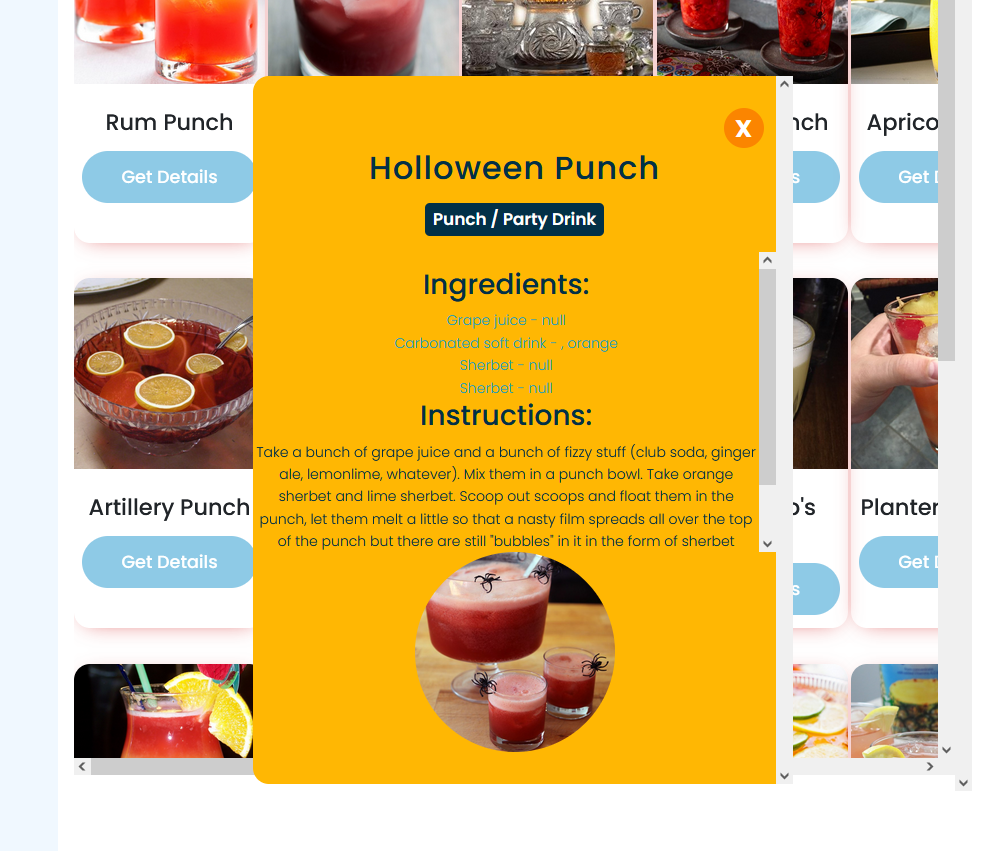 Rum Punch
Get Details
nch
s
Aprico
Get D
X
Holloween Punch
Punch / Party Drink
Ingredients:
Grape juice - null
Carbonated soft drink - , orange
Sherbet - null
Sherbet - null
Instructions:
Take a bunch of grape juice and a bunch of fizzy stuff (club soda, ginger
ale, lemonlime, whatever). Mix them in a punch bowl. Take orange
sherbet and lime sherbet. Scoop out scoops and float them in the
punch, let them melt a little so that a nasty film spreads all over the top
of the punch but there are still "bubbles" in it in the form of sherbet
Artillery Punch
Get Details
o's
s
Planter
Get D